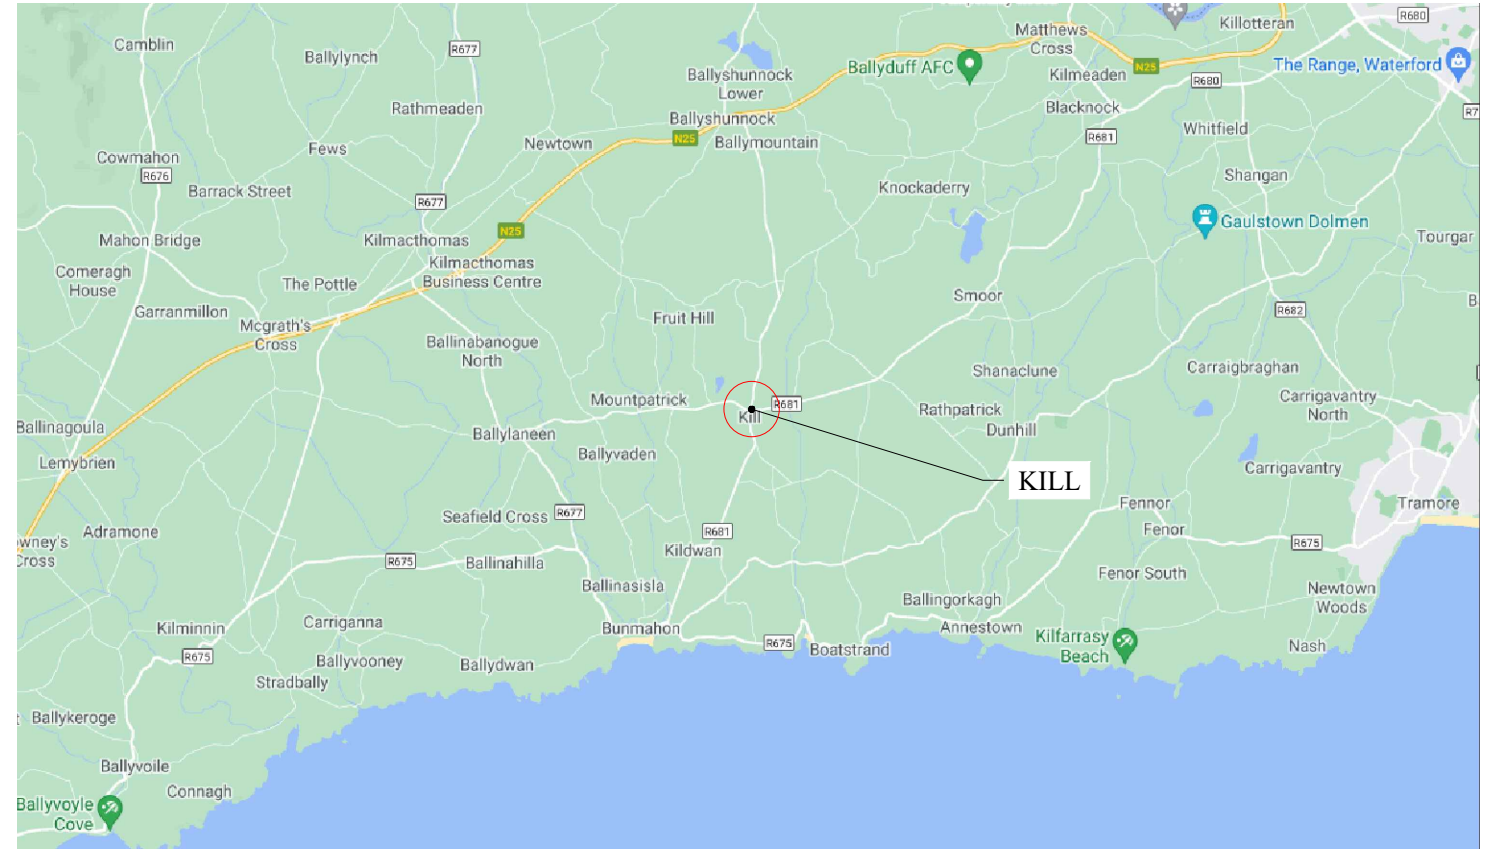 R680
Killotteran
Matthews
Cross
Camblin
R677
Ballylynch
The Range, Waterford
Ballyduff AFC
N25
Kilmeaden
Ballyshunnock
Lower
R680
Rathmeaden
Blacknock
R7
Ballyshunnock
Whitfield
N25
Ballymountain
R681
Newtown
Fews
Cowmahon
R676
Shangan
Barrack Street
Knockaderry
R677
Gaulstown Dolmen
N25
Tourgar
Mahon Bridge
Kilmacthomas
Kilmacthomas
Business Centre
Comeragh
House
The Pottle
Smoor
B
Garranmillon
R682
Fruit Hill
Mcgrath's
Cross
Ballinabanogue
North
Shanaclune
Carraigbraghan
Mountpatrick
R681
Carrigavantry
North
Kill
Rathpatrick
Dunhill
Ballinagoula
Ballylaneen
Ballyvaden
Lemybrien
Carrigavantry
KILL
Fennor
Tramore
Seafield Cross
R677
Adramone
R681
Fenor
wney's
Cross
R675
Kildwan
R675
Ballinahilla
Fenor South
Ballinasisla
Newtown
Woods
Ballingorkagh
Carriganna
Kilminnin
Bunmahon
Annestown
Kilfarrasy
Beach
R675
Boatstrand
Nash
R675
Ballyvooney
Ballydwan
Stradbally
Ballykeroge
Ballyvoile
Connagh
Ballyvoyle
Cove